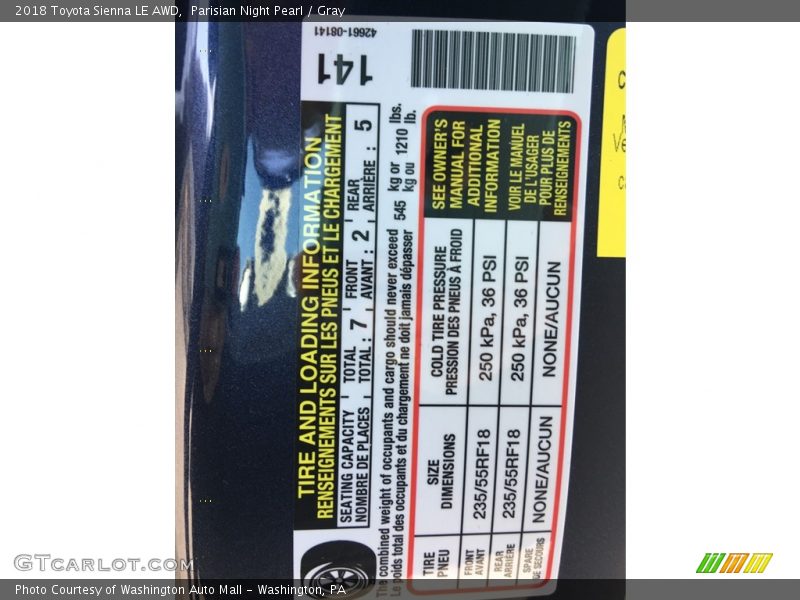 2018 Toyota Sienna LE AWD,  Parisian Night Pearl / Gray
42661-08141
141
TIRE AND LOADING INFORMATION
RENSEIGNEMENTS SUR LES PNEUS ET LE CHARGEMENT
SEATING CAPACITY TOTAL FRONT REAR
NOMBRE DE PLACES TOTAL : 7 AVANT : 2 ARRIÈRE : 5
The combined weight of occupants and cargo should never exceed 545 kg or 1210 lbs.
Le poids total des occupants et du chargement ne doit jamais dépasser 545 kg ou 1210 lb.
TIRE SIZE COLD TIRE PRESSURE
PNEU DIMENSIONS PRESSION DES PNEUS À FROID
FRONT
AVANT 235/55RF18 250 kPa, 36 PSI
REAR
ARRIÈRE 235/55RF18 250 kPa, 36 PSI
SPARE
DE SECOURS NONE/AUCUN NONE/AUCUN
SEE OWNER'S
MANUAL FOR
ADDITIONAL
INFORMATION
VOIR LE MANUEL
DE L'USAGER
POUR PLUS DE
RENSEIGNEMENTS
GTCarLot.com
Photo Courtesy of Washington Auto Mall - Washington, PA